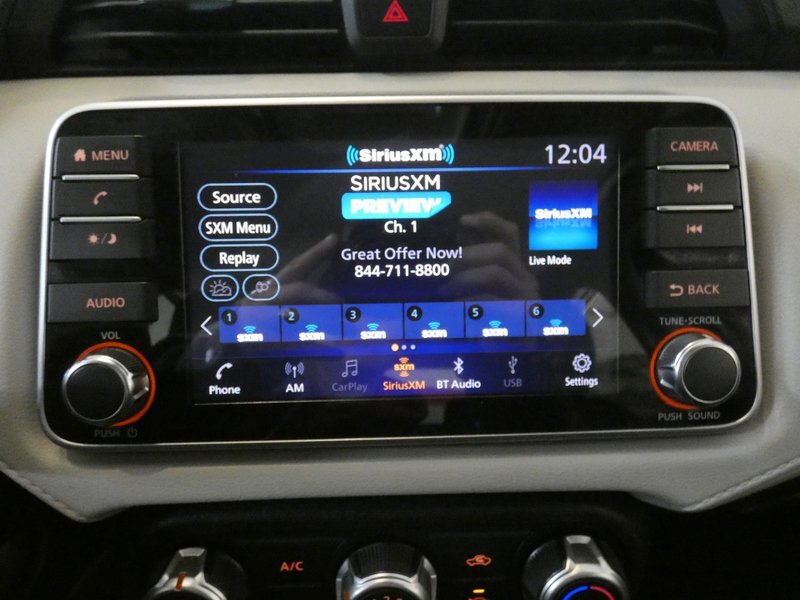 MENU
SiriusXM
12:04
CAMERA
SIRIUSXM
Source
PREVIEW
SiriusXM
SXM Menu
Ch. 1
Replay
Great Offer Now!
Live Mode
844-711-8800
AUDIO
BACK
1 2 3 4 5 6
sxm sxm sxm sxm sxm sxm
VOL
TUNE·SCROLL
sxm
Phone AM CarPlay SiriusXM BT Audio USB Settings
PUSH
PUSH SOUND
A/C